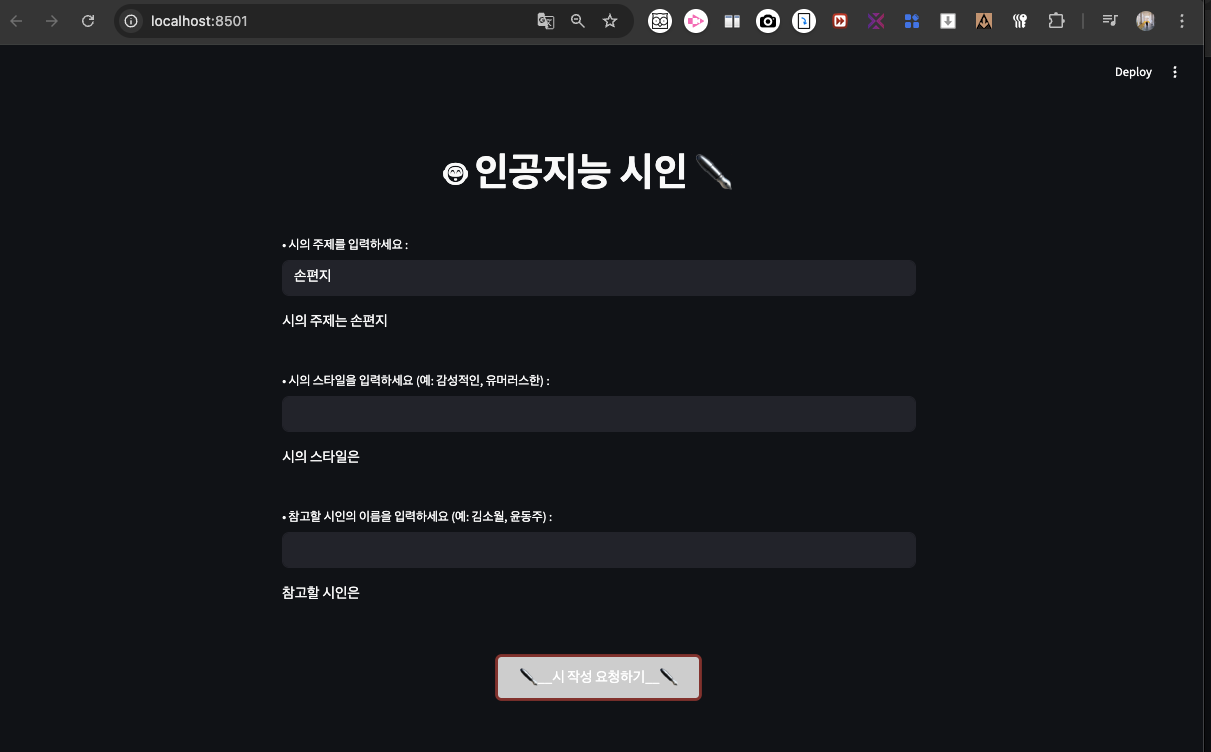 localhost:8501
Deploy
인공지능 시인
• 시의 주제를 입력하세요 :
손편지
시의 주제는 손편지
• 시의 스타일을 입력하세요 (예: 감성적인, 유머러스한) :
시의 스타일은
• 참고할 시인의 이름을 입력하세요 (예: 김소월, 윤동주) :
참고할 시인은
__시 작성 요청하기__